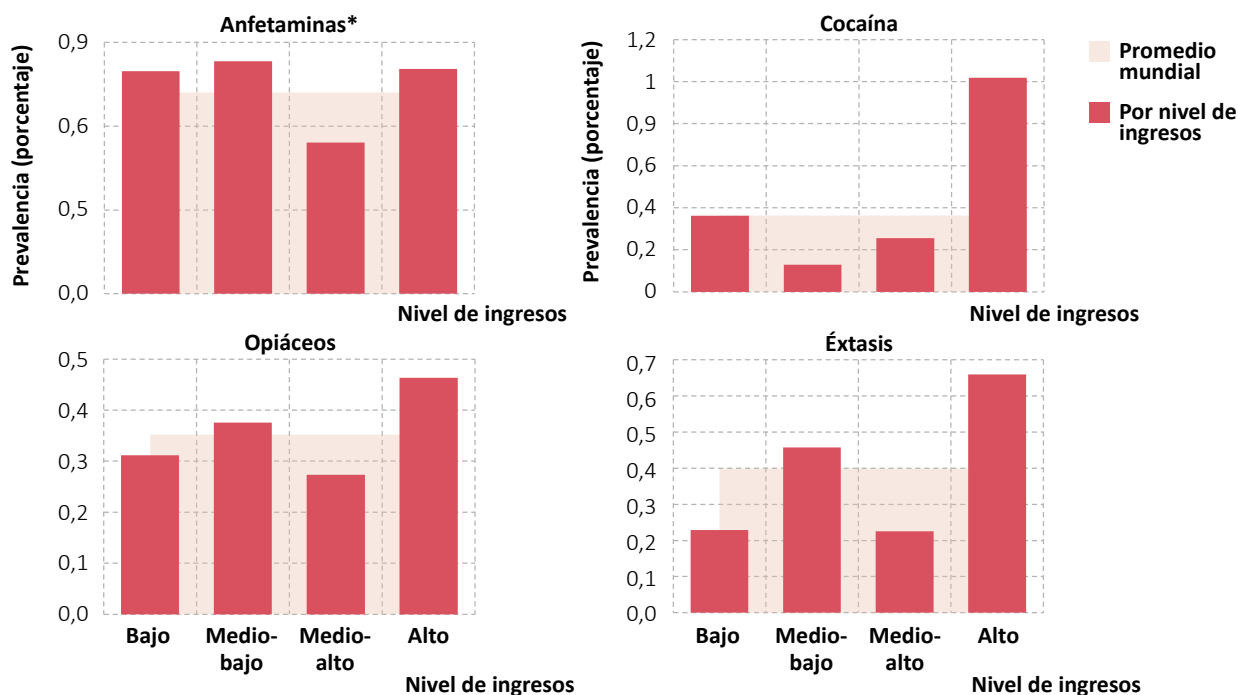 Anfetaminas*
Prevalencia (porcentaje)
0,9
0,6
0,5
0,0
Nivel de ingresos
Cocaína
Prevalencia (porcentaje)
1,2
1
0,9
0,6
0,4
0,2
0
Nivel de ingresos
Promedio
mundial
Por nivel de
ingresos
Opiáceos
0,5
0,4
0,3
0,2
0,1
0,0
Bajo
Medio-
bajo
Medio-
alto
Alto
Nivel de ingresos
Éxtasis
0,7
0,6
0,5
0,4
0,3
0,2
0,1
0,0
Bajo
Medio-
bajo
Medio-
alto
Alto
Nivel de ingresos